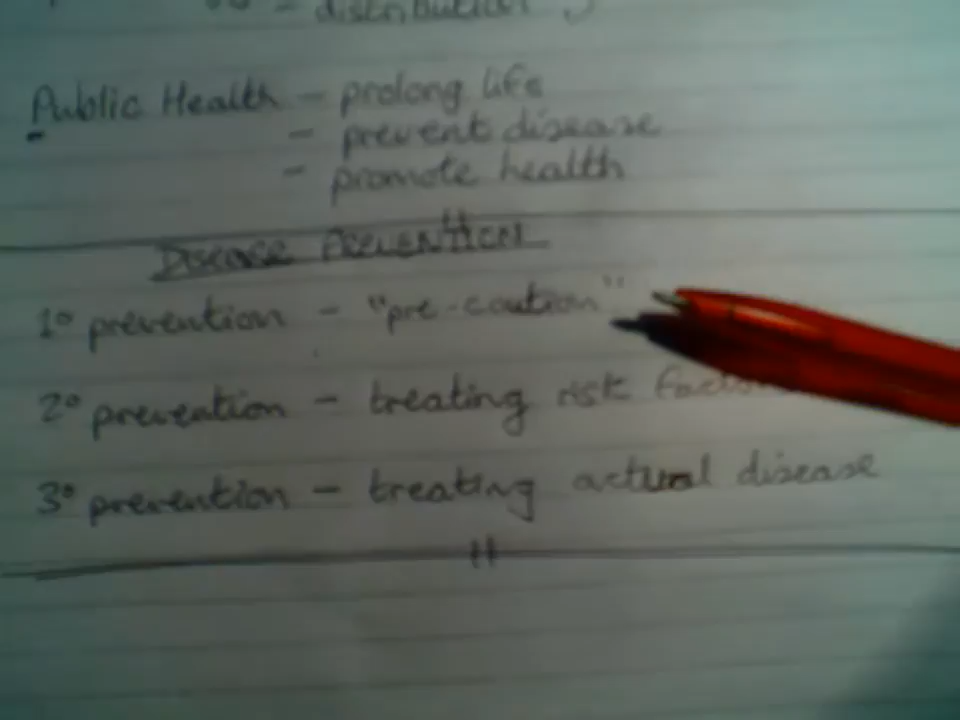 - distribution
Public Health - prolong life
- prevent disease
- promote health
Disease Prevention
1° prevention - "pre-caution"
2° prevention - treating risk
3° prevention - treating actual disease